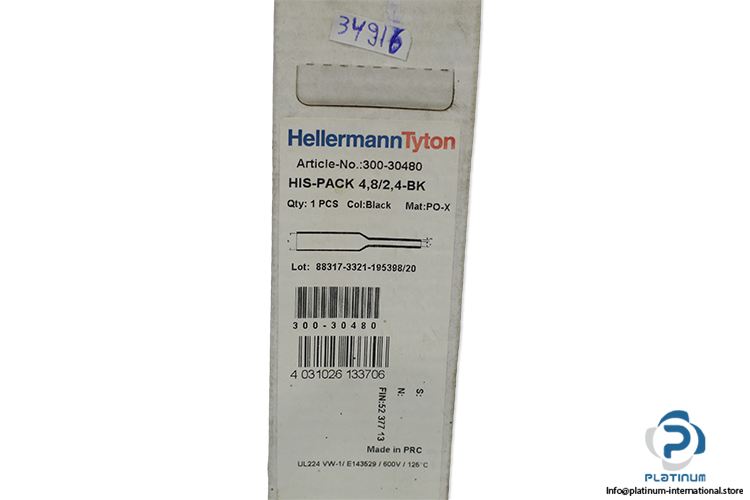 34916
HellermannTyton
Article-No.:300-30480
HIS-PACK 4,8/2,4-BK
Qty: 1 PCS Col:Black Mat:PO-X
Lot: 88317-3321-195398/20
300-30480
4 031026 133706
S:
N:
FIN:52 377 13
Made in PRC
UL224 VW-1/ E143529 / 600V / 125°C
PLATINUM
Info@platinum-international.store